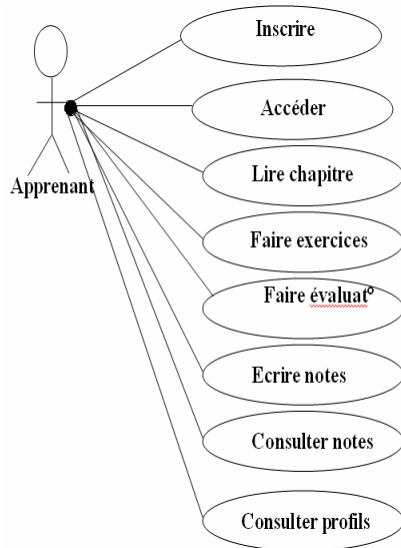 Inscrire
Accéder
Apprenant
Lire chapitre
Faire exercices
Faire évaluat°
Ecrire notes
Consulter notes
Consulter profils